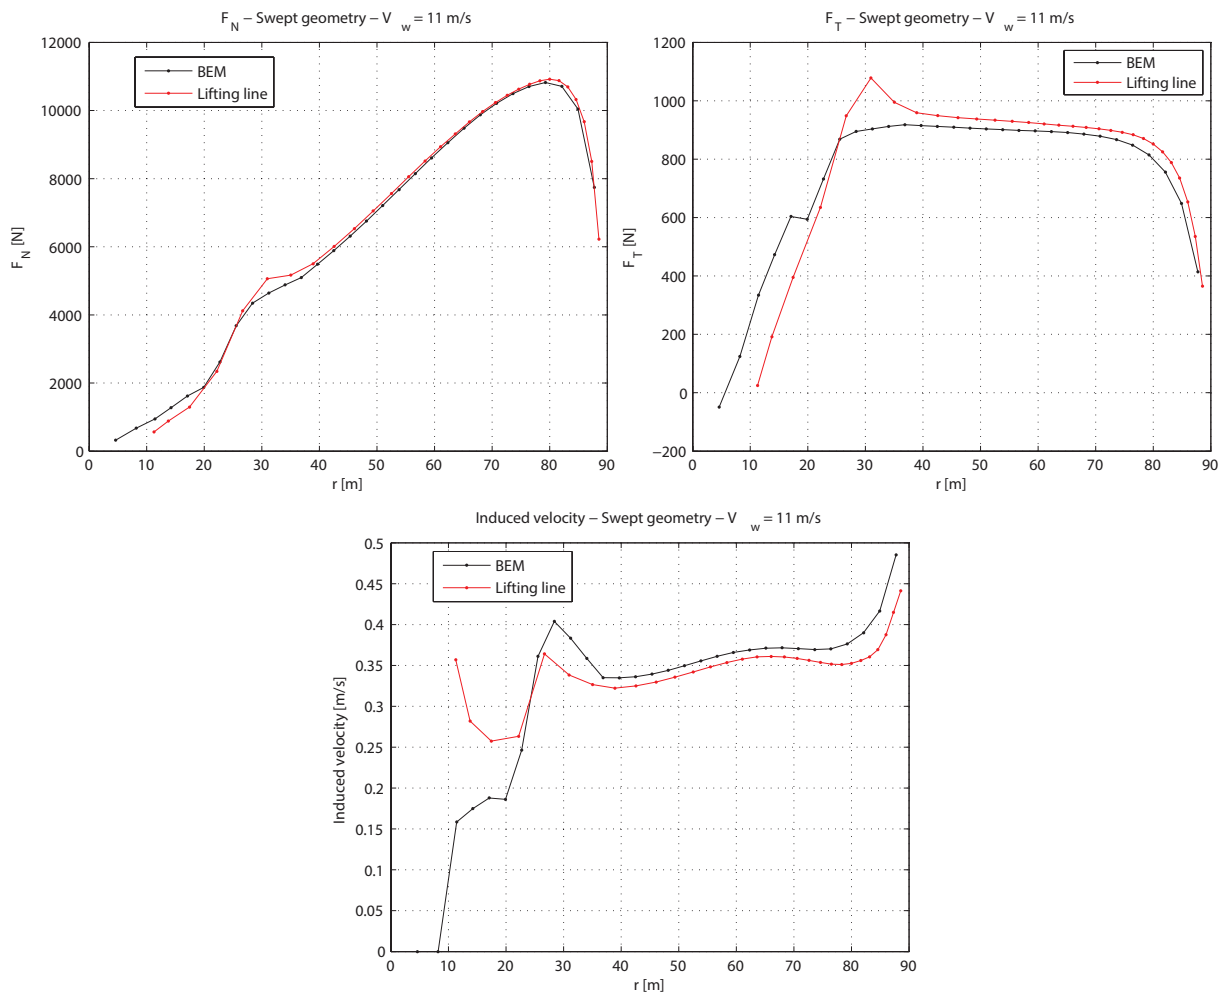 F_N – Swept geometry – V_w = 11 m/s
12000
10000
8000
6000
4000
2000
0
F_N [N]
BEM
Lifting line
0 10 20 30 40 50 60 70 80 90
r [m]
F_T – Swept geometry – V_w = 11 m/s
1200
1000
800
600
400
200
0
−200
F_T [N]
BEM
Lifting line
0 10 20 30 40 50 60 70 80 90
r [m]
Induced velocity – Swept geometry – V_w = 11 m/s
0.5
0.45
0.4
0.35
0.3
0.25
0.2
0.15
0.1
0.05
0
Induced velocity [m/s]
BEM
Lifting line
0 10 20 30 40 50 60 70 80 90
r [m]